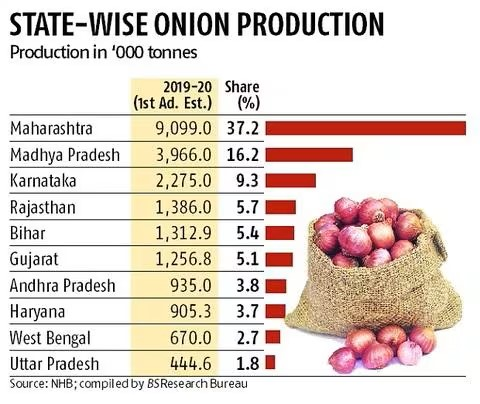 STATE-WISE ONION PRODUCTION
Production in ‘000 tonnes
2019-20 Share
(1st Ad. Est.) (%)
Maharashtra 9,099.0 37.2
Madhya Pradesh 3,966.0 16.2
Karnataka 2,275.0 9.3
Rajasthan 1,386.0 5.7
Bihar 1,312.9 5.4
Gujarat 1,256.8 5.1
Andhra Pradesh 935.0 3.8
Haryana 905.3 3.7
West Bengal 670.0 2.7
Uttar Pradesh 444.6 1.8
Source: NHB; compiled by BS Research Bureau